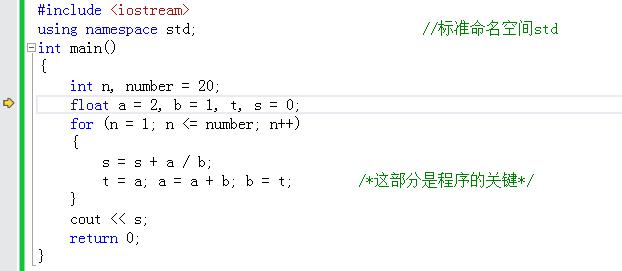 #include <iostream>
using namespace std; //标准命名空间std
int main()
{
int n, number = 20;
float a = 2, b = 1, t, s = 0;
for (n = 1; n <= number; n++)
{
s = s + a / b;
t = a; a = a + b; b = t; /*这部分是程序的关键*/
}
cout << s;
return 0;
}